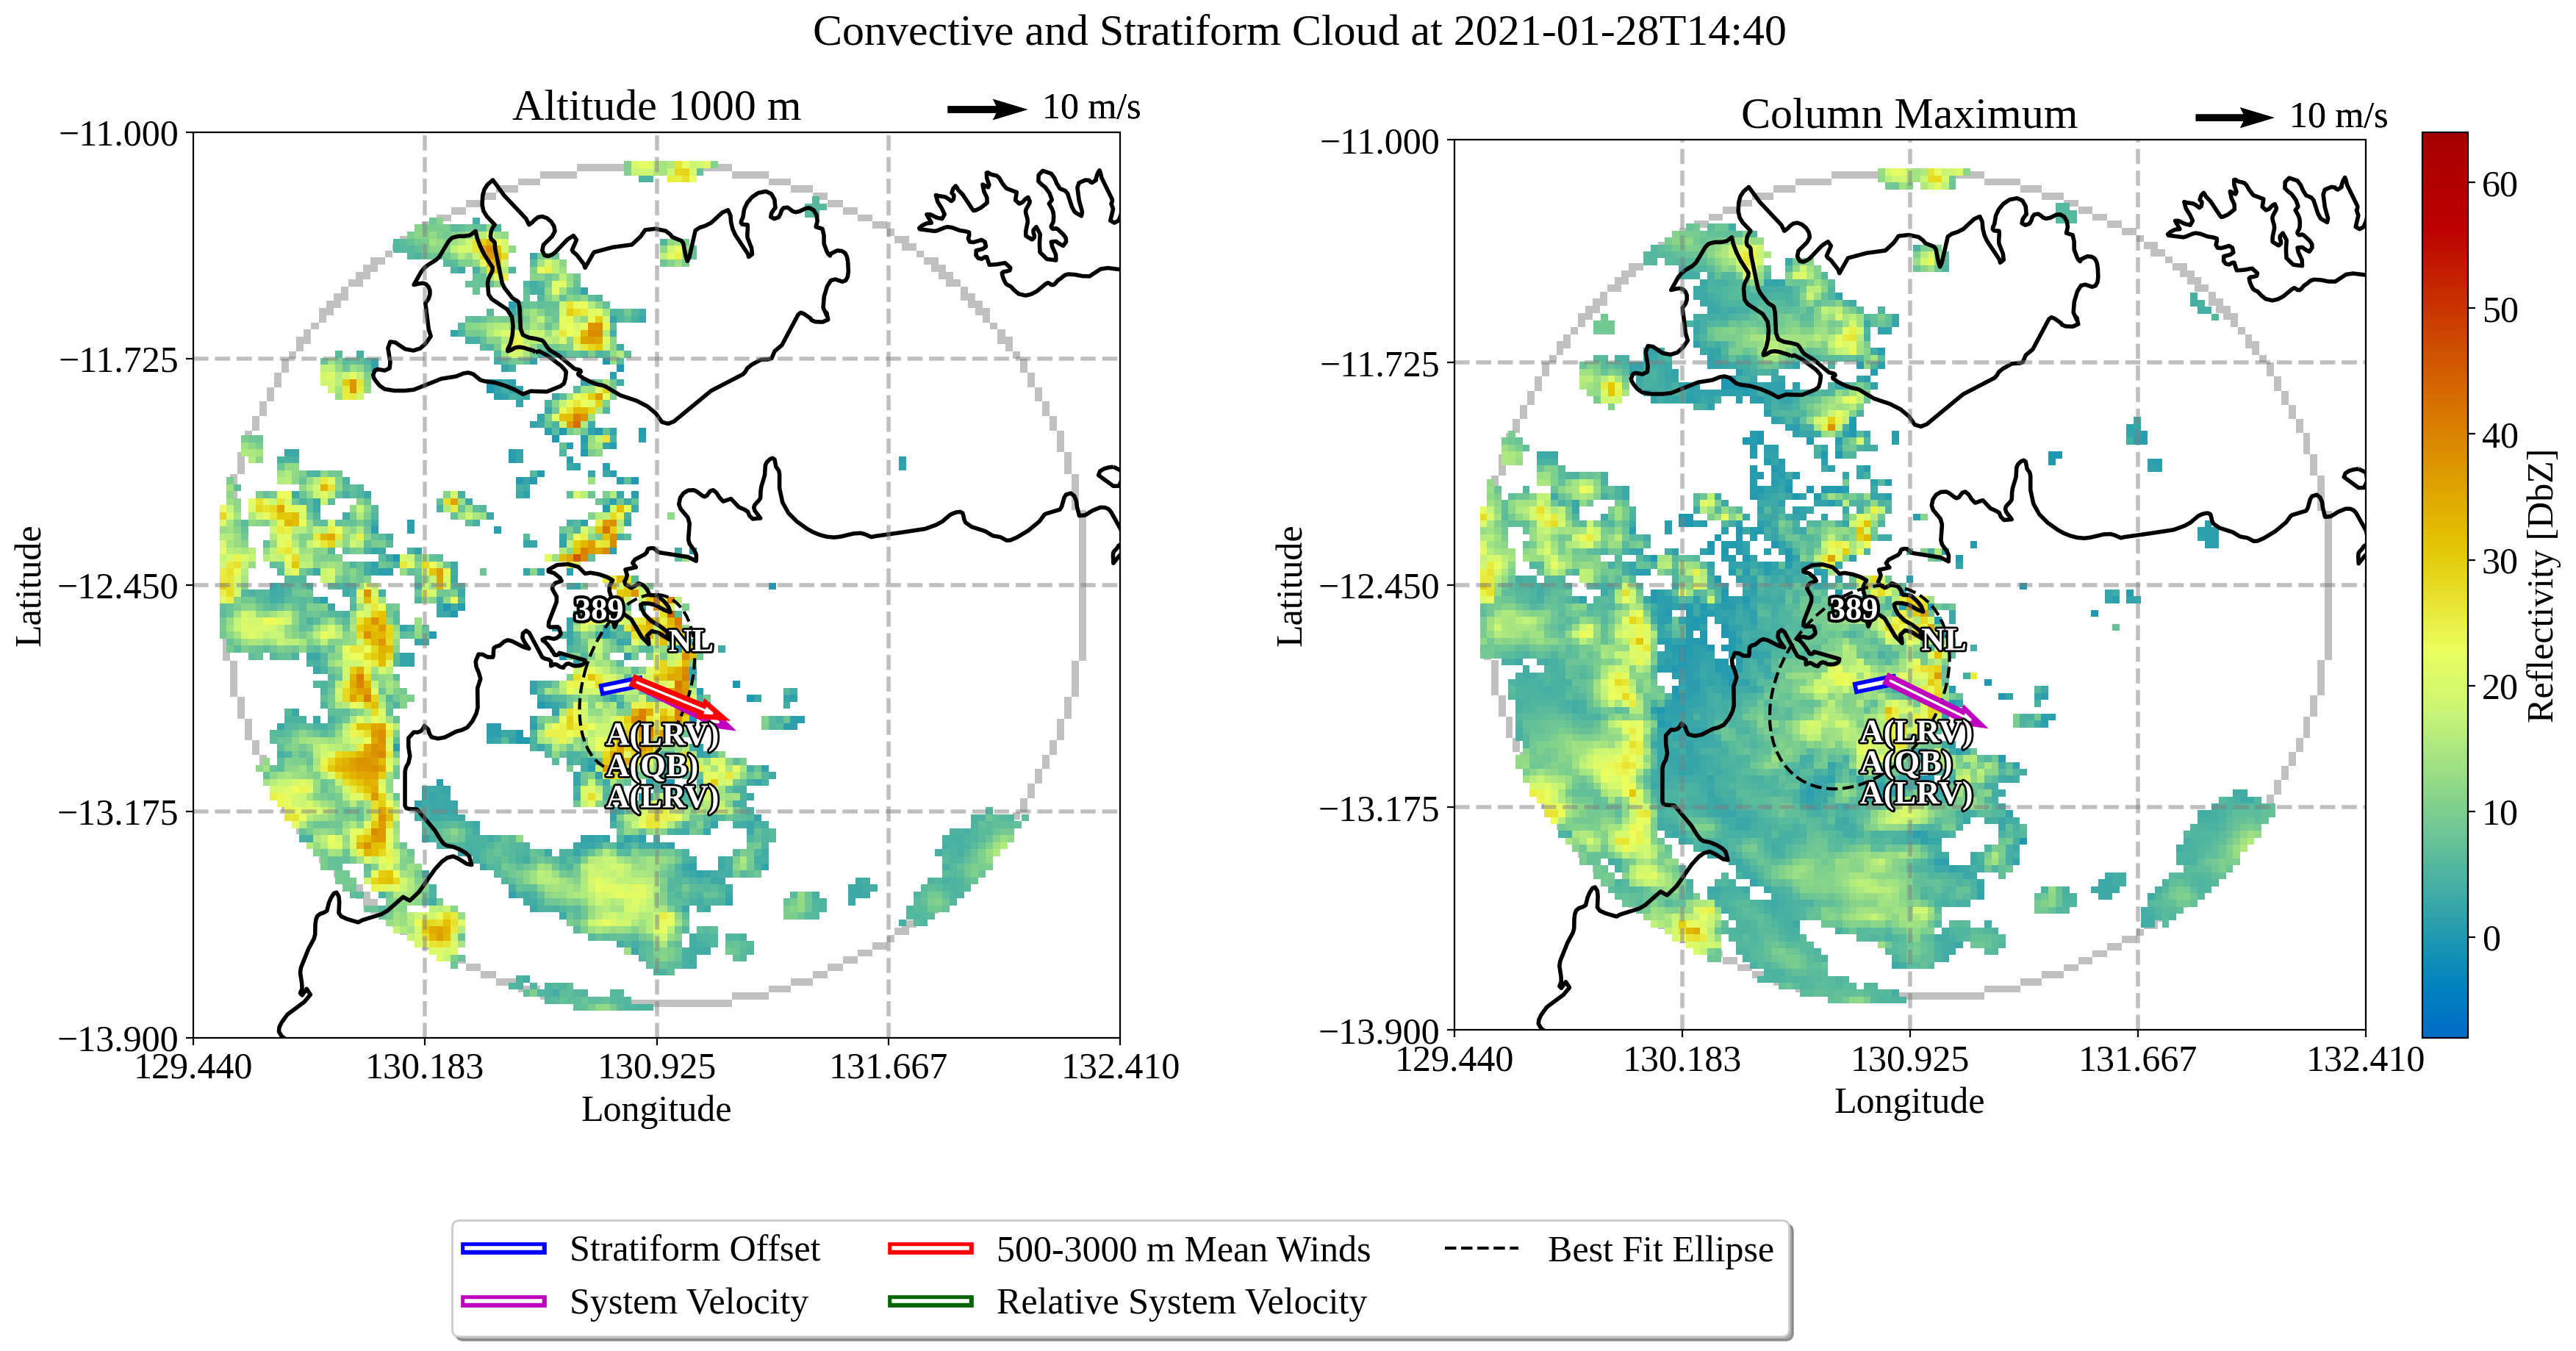 Convective and Stratiform Cloud at 2021-01-28T14:40
Altitude 1000 m
10 m/s
−11.000
−11.725
−12.450
−13.175
−13.900
129.440
130.183
130.925
131.667
132.410
Latitude
Longitude
389
NL
A(LRV)
A(QB)
A(LRV)
Column Maximum
10 m/s
−11.000
−11.725
−12.450
−13.175
−13.900
129.440
130.183
130.925
131.667
132.410
Latitude
Longitude
389
NL
A(LRV)
A(QB)
A(LRV)
60
50
40
30
20
10
0
Reflectivity [DbZ]
Stratiform Offset
System Velocity
500-3000 m Mean Winds
Relative System Velocity
Best Fit Ellipse